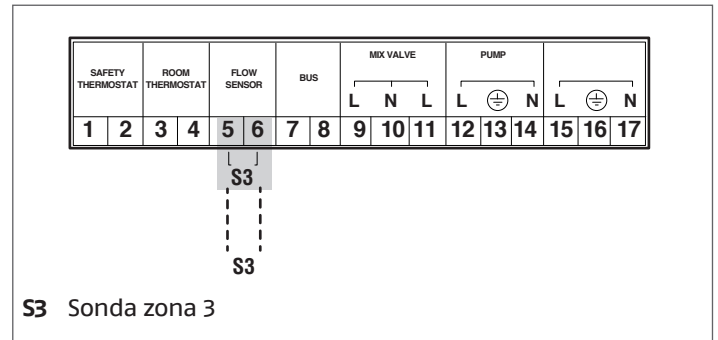 MIX VALVE PUMP
SAFETY ROOM FLOW BUS
THERMOSTAT THERMOSTAT SENSOR
L N L L N L N
1 2 3 4 5 6 7 8 9 10 11 12 13 14 15 16 17
S3
S3
S3 Sonda zona 3